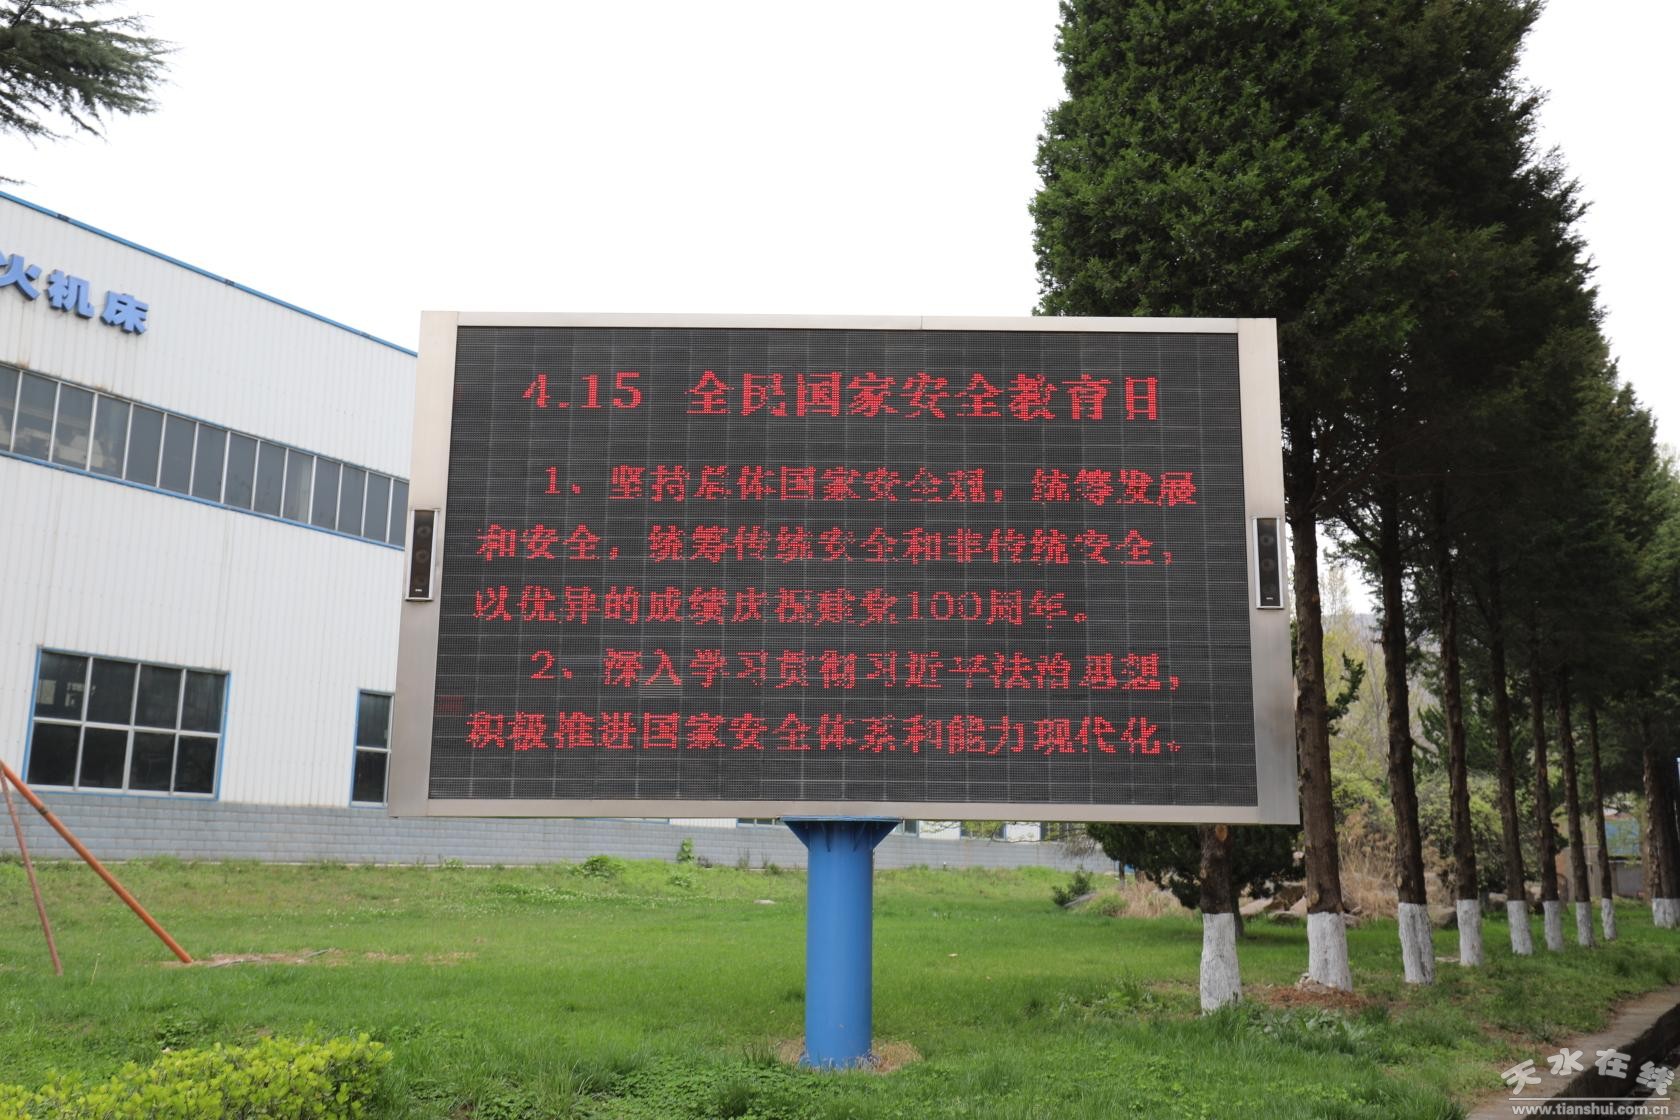 火机床
4.15 全民国家安全教育日
1、坚持总体国家安全观，统筹发展
和安全，统筹传统安全和非传统安全，
以优异的成绩庆祝建党100周年。
2、深入学习贯彻习近平法治思想，
积极推进国家安全体系和能力现代化。
天水在线
www.tianshui.com.cn